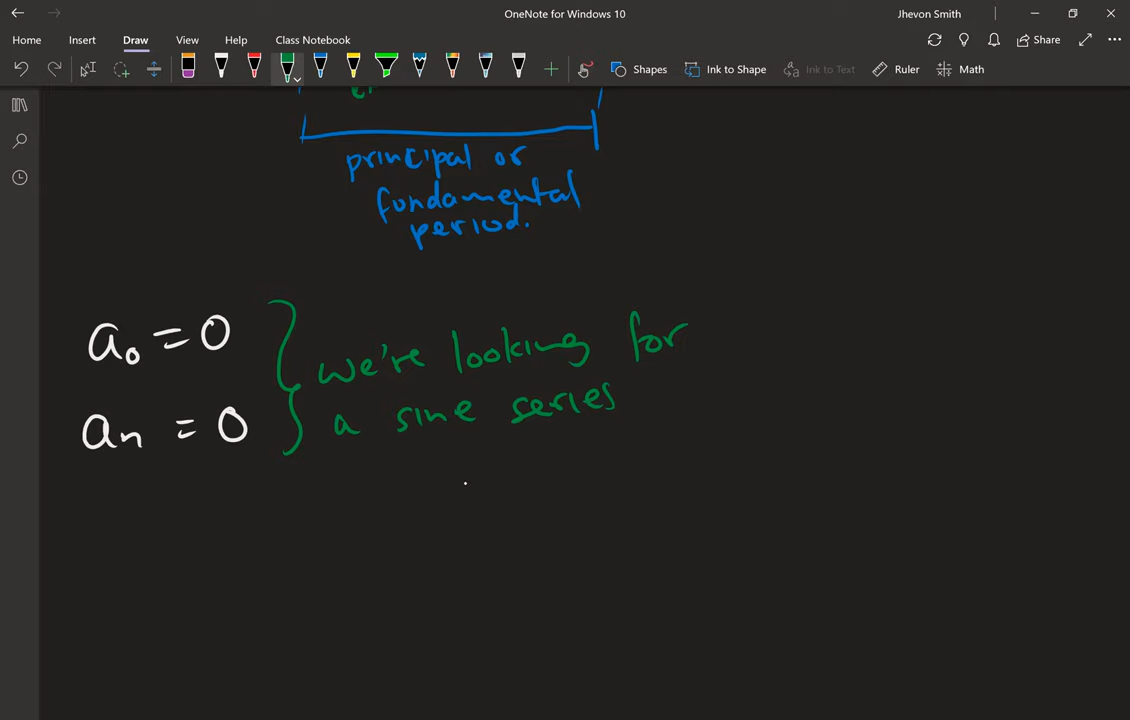 OneNote for Windows 10
Jhevon Smith
Home Insert Draw View Help Class Notebook
Share
Shapes
Ink to Shape
Ink to Text
Ruler
Math
principal or
fundamental
period.
a₀ = 0
we're looking for
a sine series
aₙ = 0